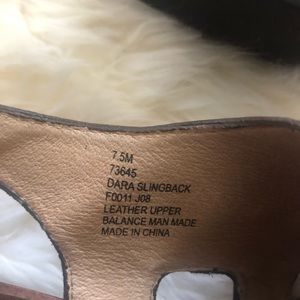 7.5M
73645
DARA SLINGBACK
F0011 J08
LEATHER UPPER
BALANCE MAN MADE
MADE IN CHINA